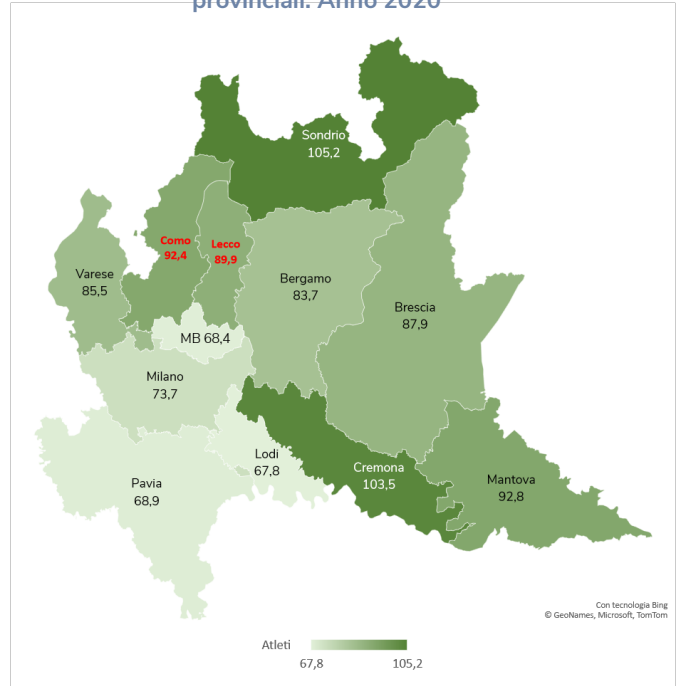 provinciali. Anno 2020
Sondrio
105,2
Como
92,4
Lecco
89,9
Varese
85,5
Bergamo
83,7
Brescia
87,9
MB 68,4
Milano
73,7
Lodi
67,8
Cremona
103,5
Pavia
68,9
Mantova
92,8
Con tecnologia Bing
© GeoNames, Microsoft, TomTom
Atleti
67,8 105,2